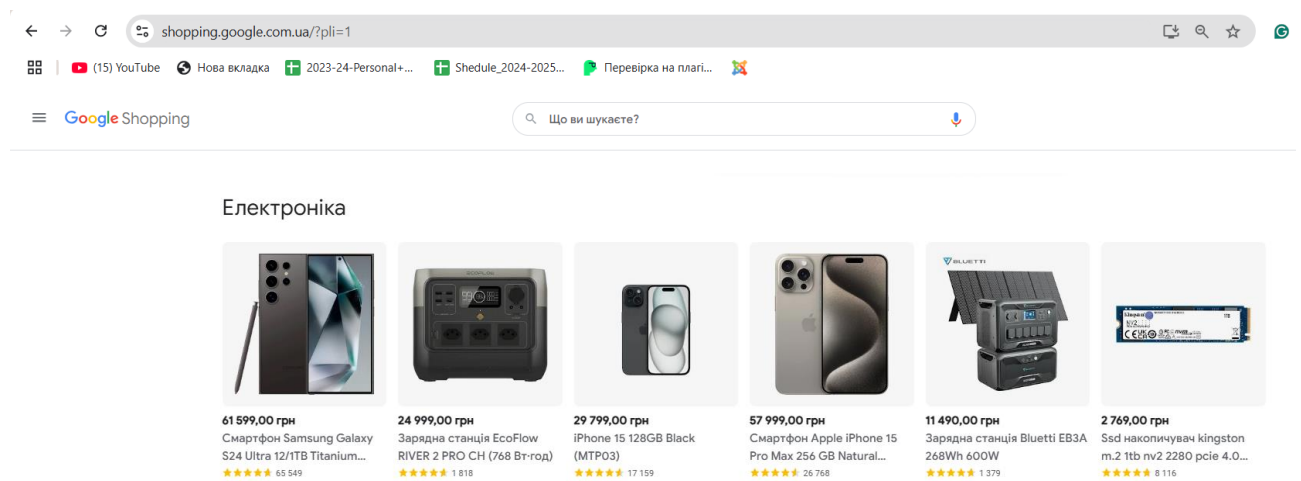 shopping.google.com.ua/?pli=1
(15) YouTube Нова вкладка 2023-24-Personal+... Shedule_2024-2025... Перевірка на плагі...
Google Shopping Що ви шукаєте?
Електроніка
BLUETTI
61 599,00 грн 24 999,00 грн 29 799,00 грн 57 999,00 грн 11 490,00 грн 2 769,00 грн
Смартфон Samsung Galaxy Зарядна станція EcoFlow iPhone 15 128GB Black Смартфон Apple iPhone 15 Зарядна станція Bluetti EB3A Ssd накопичувач kingston
S24 Ultra 12/1TB Titanium... RIVER 2 PRO CH (768 Вт-год) (MTP03) Pro Max 256 GB Natural... 268Wh 600W m.2 1tb nv2 2280 pcie 4.0...
65 549 1 818 17 159 26 768 1 379 8 116